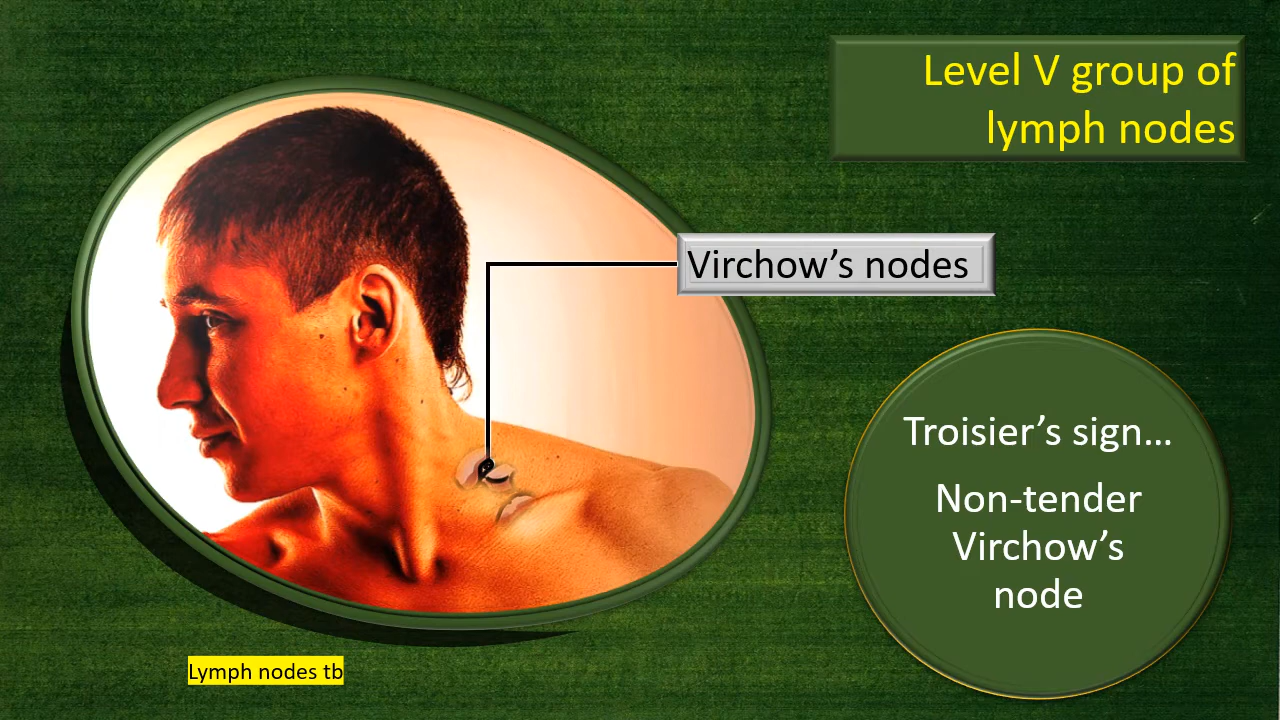 Level V group of
lymph nodes
Virchow’s nodes
Troisier’s sign...
Non-tender
Virchow’s
node
Lymph nodes tb